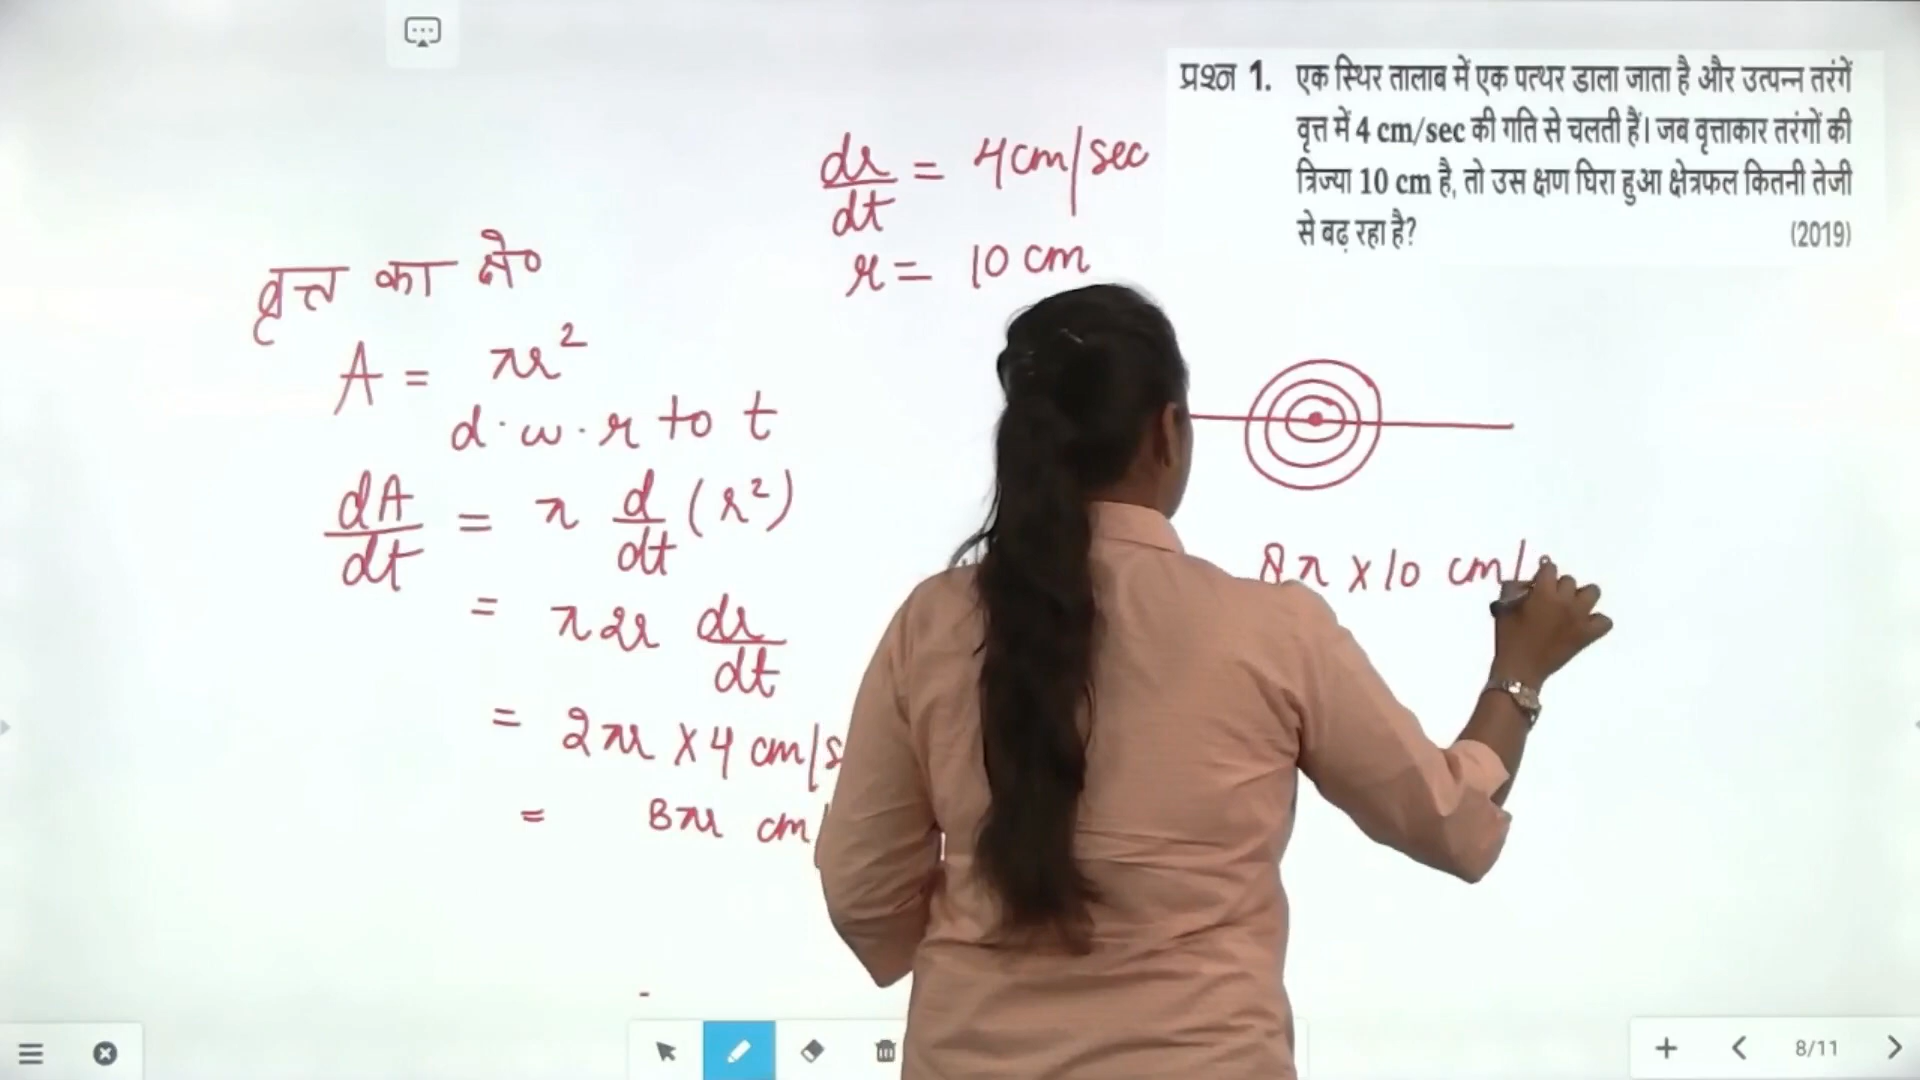 प्रश्न 1. एक स्थिर तालाब में एक पत्थर डाला जाता है और उत्पन्न तरंगें
वृत्त में 4 cm/sec की गति से चलती हैं। जब वृत्ताकार तरंगों की
त्रिज्या 10 cm है, तो उस क्षण घिरा हुआ क्षेत्रफल कितनी तेजी
से बढ़ रहा है? (2019)
dr/dt = 4 cm/sec
r = 10 cm
वृत्त का क्षे०
A = πr²
d.w.r to t
dA/dt = π d/dt (r²)
= π2r dr/dt
= 2πr × 4 cm/s
= 8πr cm
8π × 10 cm/
8/11